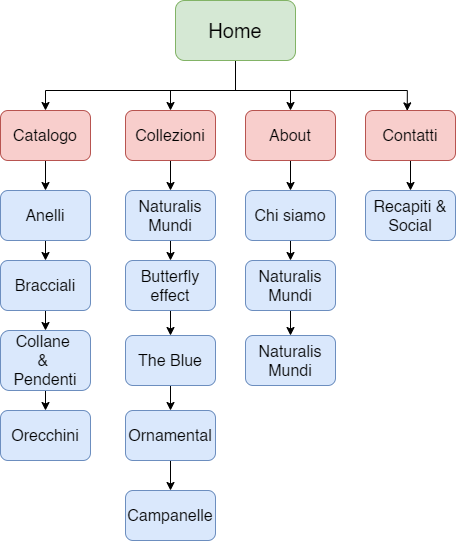 Home
Catalogo
Collezioni
About
Contatti
Anelli
Naturalis
Mundi
Chi siamo
Recapiti &
Social
Bracciali
Butterfly
effect
Naturalis
Mundi
Collane
&
Pendenti
The Blue
Naturalis
Mundi
Orecchini
Ornamental
Campanelle